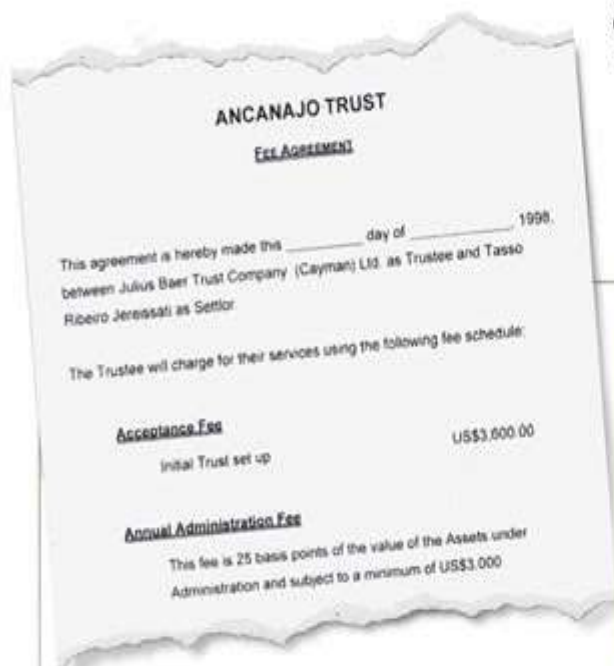 ANCANAJO TRUST
FEE AGREEMENT
This agreement is hereby made this __________ day of _____________, 1998,
between Julius Baer Trust Company (Cayman) Ltd. as Trustee and Tasso
Ribeiro Jereissati as Settlor.
The Trustee will charge for their services using the following fee schedule:
Acceptance Fee
Initial Trust set up US$3,600.00
Annual Administration Fee
This fee is 25 basis points of the value of the Assets under
Administration and subject to a minimum of US$3,000